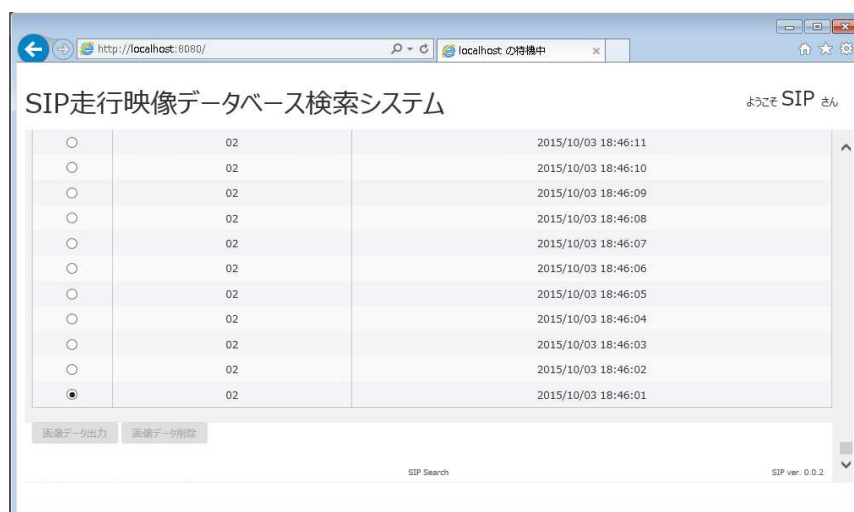 http://localhost:8080/
localhost の待機中
SIP走行映像データベース検索システム
ようこそ SIP さん
02 2015/10/03 18:46:11
02 2015/10/03 18:46:10
02 2015/10/03 18:46:09
02 2015/10/03 18:46:08
02 2015/10/03 18:46:07
02 2015/10/03 18:46:06
02 2015/10/03 18:46:05
02 2015/10/03 18:46:04
02 2015/10/03 18:46:03
02 2015/10/03 18:46:02
02 2015/10/03 18:46:01
画像データ出力 画像データ削除
SIP Search SIP ver. 0.0.2